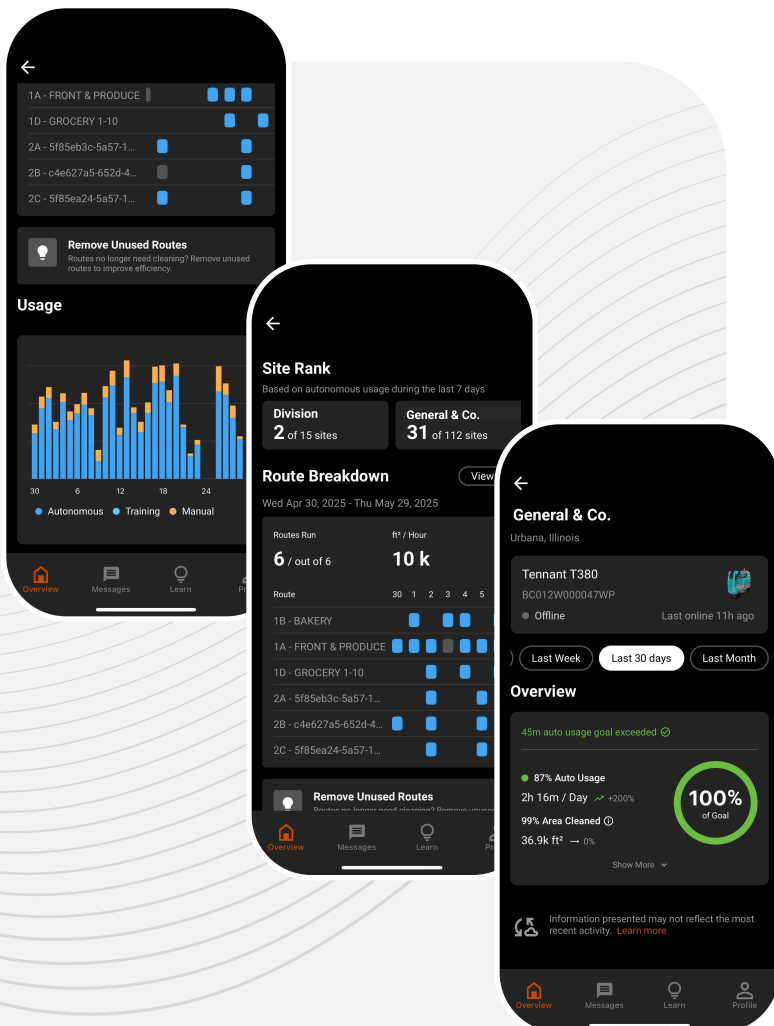 1A - FRONT & PRODUCE
1D - GROCERY 1-10
2A - 5f85eb3c-5a57-1...
2B - c4e627a5-652d-4...
2C - 5f85ea24-5a57-1...
Remove Unused Routes
Routes no longer need cleaning? Remove unused
routes to improve efficiency.
Usage
30 6 12 18 24
Autonomous Training Manual
Overview Messages Learn
Site Rank
Based on autonomous usage during the last 7 days
Division
2 of 15 sites
General & Co.
31 of 112 sites
Route Breakdown
View
Wed Apr 30, 2025 - Thu May 29, 2025
Routes Run
6 / out of 6
ft² / Hour
10 k
Route 30 1 2 3 4 5
1B - BAKERY
1A - FRONT & PRODUCE
1D - GROCERY 1-10
2A - 5f85eb3c-5a57-1...
2B - c4e627a5-652d-4...
2C - 5f85ea24-5a57-1...
Remove Unused Routes
Routes no longer need cleaning? Remove unused
Overview Messages Learn
General & Co.
Urbana, Illinois
Tennant T380
BC012W000047WP
Offline
Last online 11h ago
Last Week Last 30 days Last Month
Overview
45m auto usage goal exceeded
87% Auto Usage
2h 16m / Day +200%
99% Area Cleaned
36.9k ft² → 0%
100%
of Goal
Show More
Information presented may not reflect the most
recent activity. Learn more
Overview Messages Learn Profile